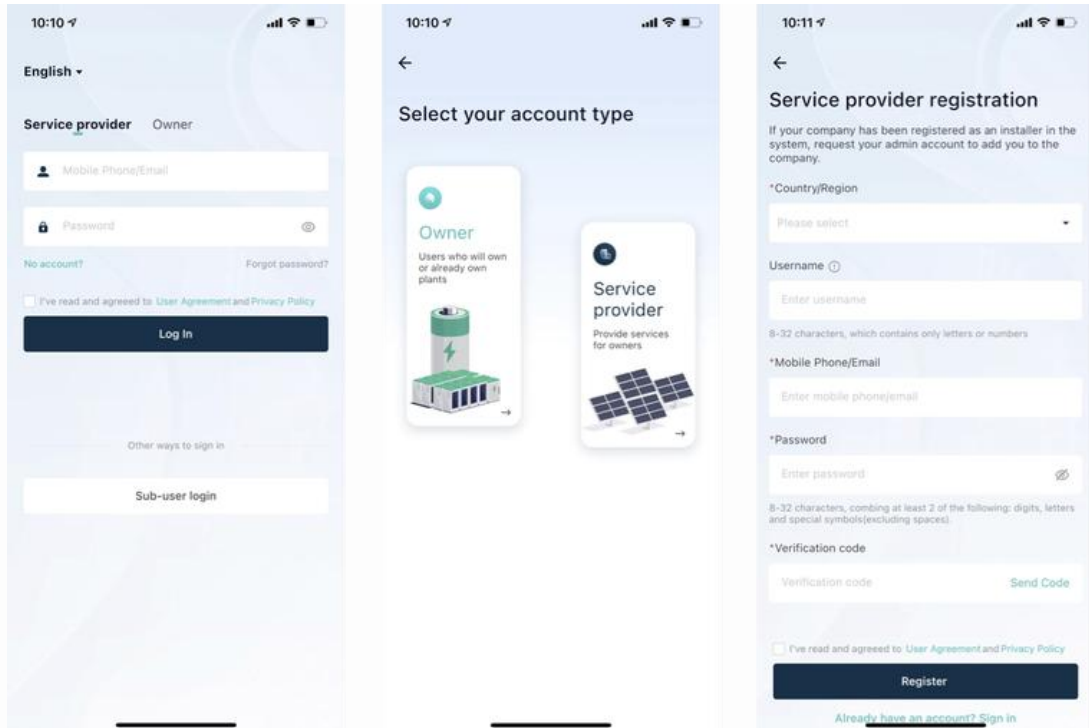 10:10
English
Service provider Owner
Mobile Phone/Email
Password
No account? Forgot password?
I've read and agreeed to User Agreement and Privacy Policy
Log In
Other ways to sign in
Sub-user login
10:10
Select your account type
Owner
Users who will own
or already own
plants
Service
provider
Provide services
for owners
10:11
Service provider registration
If your company has been registered as an installer in the
system, request your admin account to add you to the
company.
*Country/Region
Please select
Username
Enter username
8-32 characters, which contains only letters or numbers
*Mobile Phone/Email
Enter mobile phone/email
*Password
Enter password
8-32 characters, combing at least 2 of the following: digits, letters
and special symbols(excluding spaces).
*Verification code
Verification code Send Code
I've read and agreeed to User Agreement and Privacy Policy
Register
Already have an account? Sign in